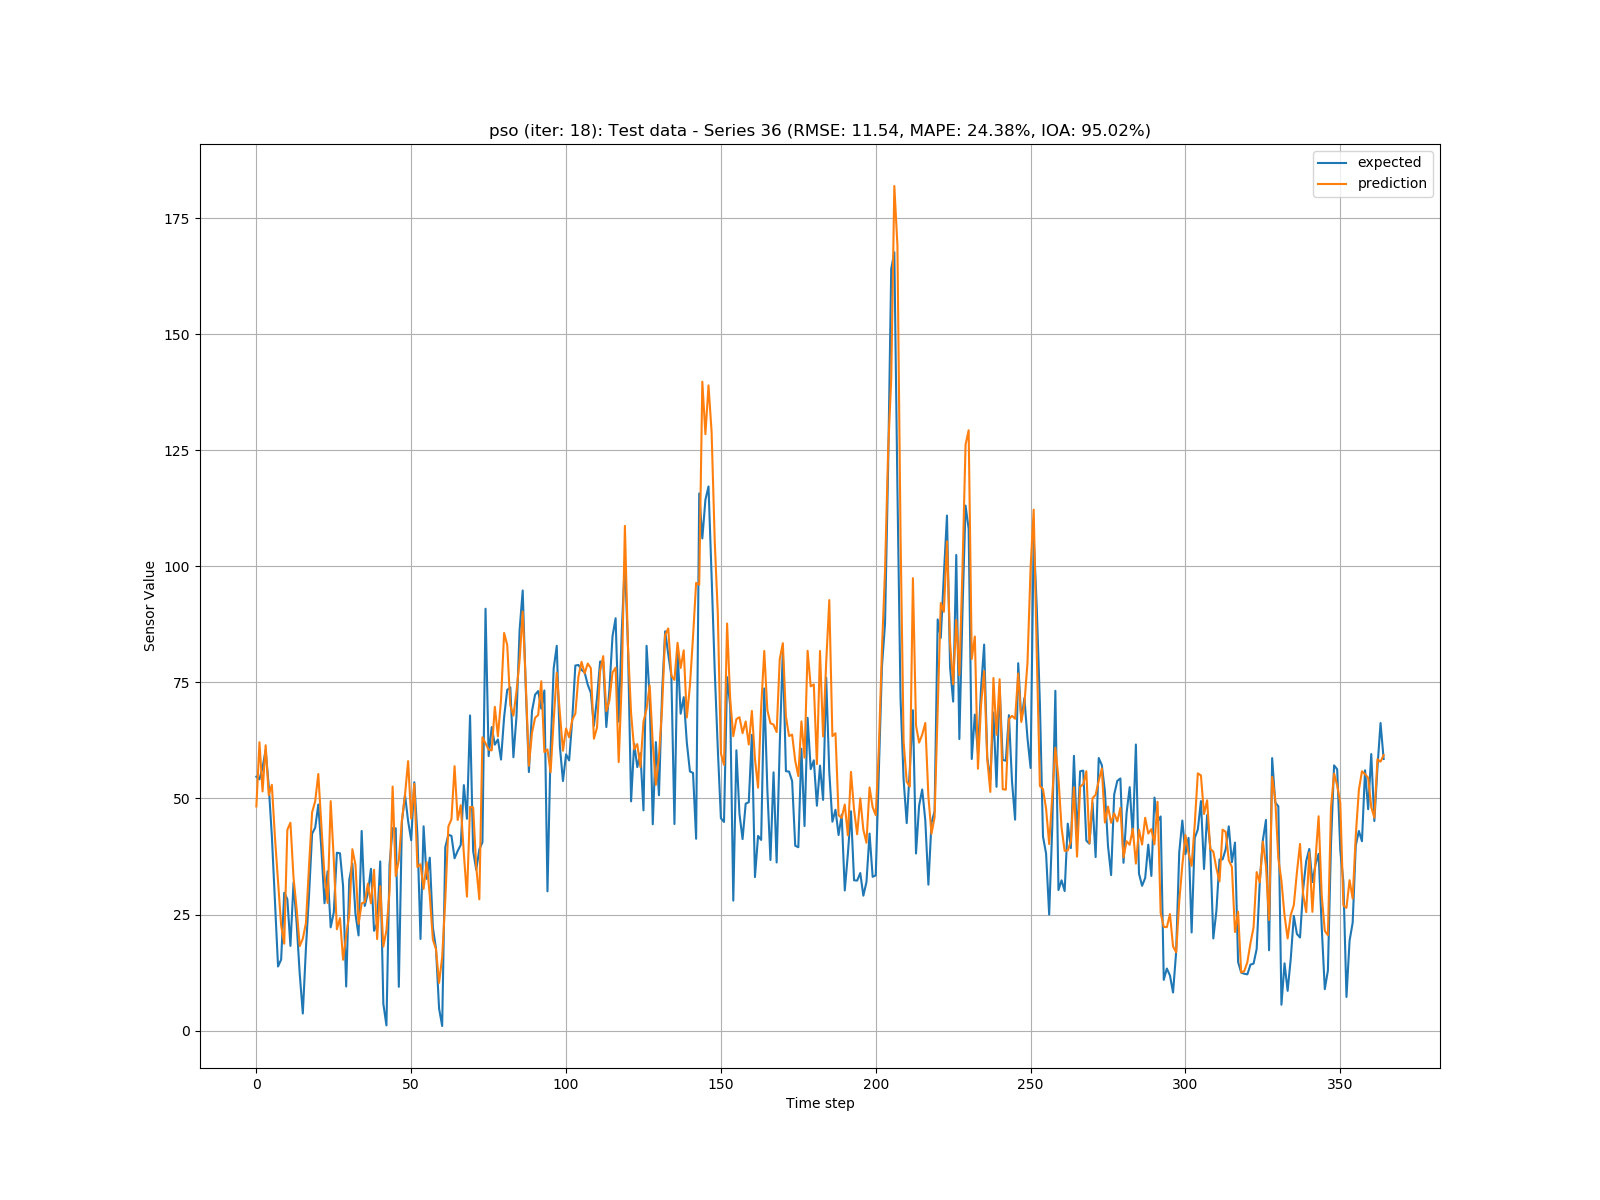 pso (iter: 18): Test data - Series 36 (RMSE: 11.54, MAPE: 24.38%, IOA: 95.02%)
expected
prediction
175
150
125
100
75
50
25
0
Sensor Value
0 50 100 150 200 250 300 350
Time step